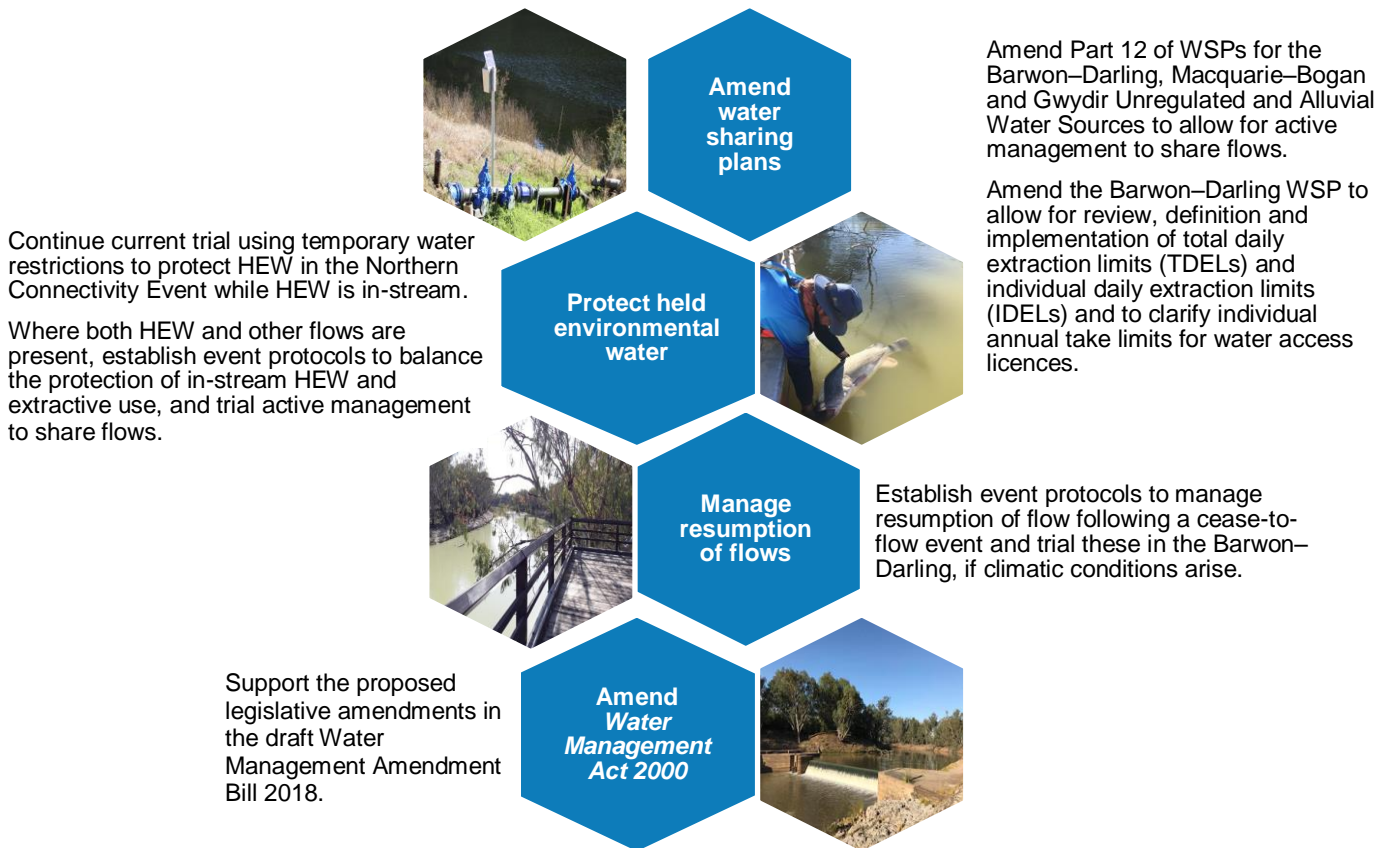 Amend
water
sharing
plans
Amend Part 12 of WSPs for the
Barwon–Darling, Macquarie–Bogan
and Gwydir Unregulated and Alluvial
Water Sources to allow for active
management to share flows.
Amend the Barwon–Darling WSP to
allow for review, definition and
implementation of total daily
extraction limits (TDELs) and
individual daily extraction limits
(IDELs) and to clarify individual
annual take limits for water access
licences.
Protect held
environmental
water
Continue current trial using temporary water
restrictions to protect HEW in the Northern
Connectivity Event while HEW is in-stream.
Where both HEW and other flows are
present, establish event protocols to balance
the protection of in-stream HEW and
extractive use, and trial active management
to share flows.
Manage
resumption
of flows
Establish event protocols to manage
resumption of flow following a cease-to-
flow event and trial these in the Barwon–
Darling, if climatic conditions arise.
Amend
Water
Management
Act 2000
Support the proposed
legislative amendments in
the draft Water
Management Amendment
Bill 2018.